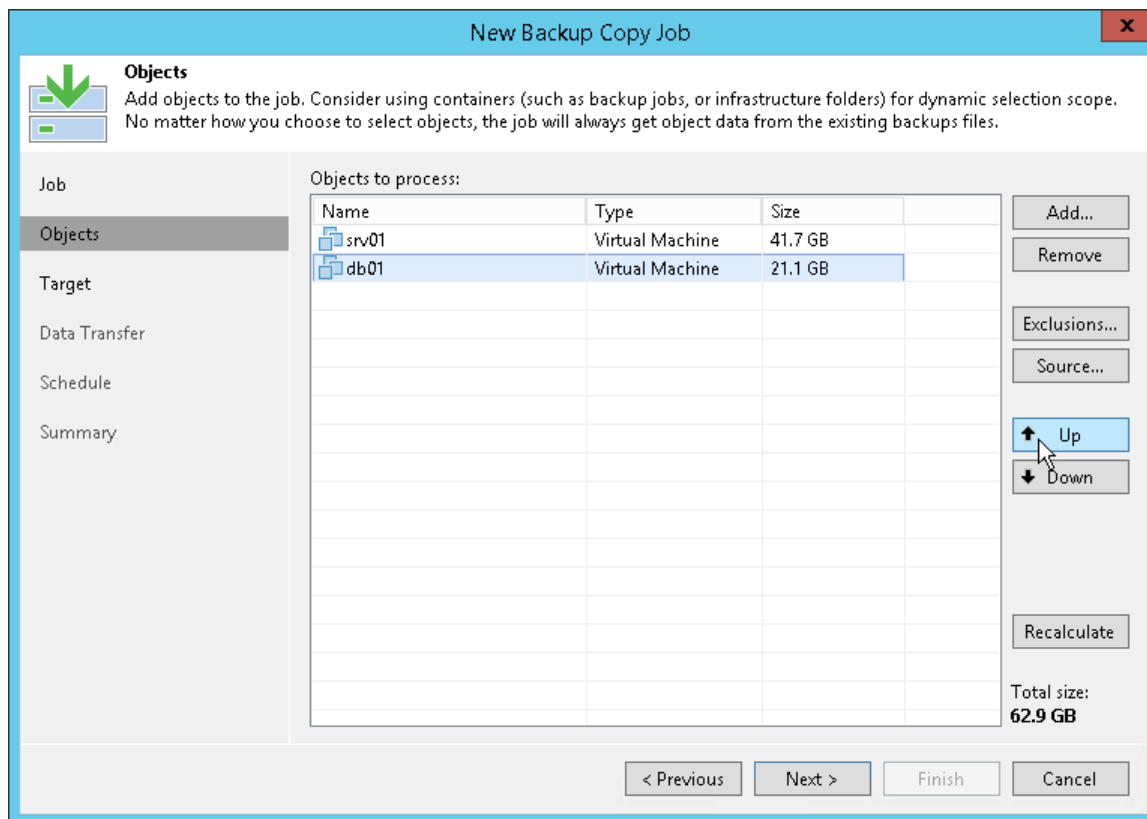 New Backup Copy Job
x
Objects
Add objects to the job. Consider using containers (such as backup jobs, or infrastructure folders) for dynamic selection scope.
No matter how you choose to select objects, the job will always get object data from the existing backups files.
Job
Objects
Target
Data Transfer
Schedule
Summary
Objects to process:
Name Type Size
srv01 Virtual Machine 41.7 GB
db01 Virtual Machine 21.1 GB
Add...
Remove
Exclusions...
Source...
Up
Down
Recalculate
Total size:
62.9 GB
< Previous Next > Finish Cancel